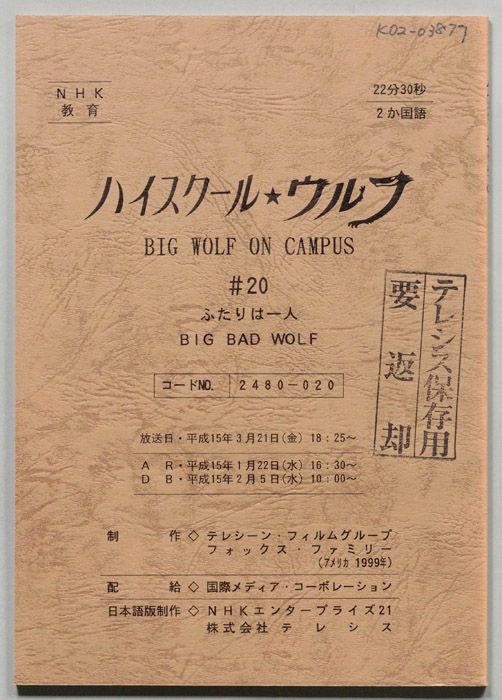 K02-03877
NHK
教育
22分30秒
2か国語
ハイスクール★ウルフ
BIG WOLF ON CAMPUS
#20
ふたりは一人
BIG BAD WOLF
コードNO. 2480-020
テレシス保存用
要返却
放送日・平成15年3月21日(金) 18:25~
AR・平成15年1月22日(水) 16:30~
DB・平成15年2月5日(水) 10:00~
制作◇テレシーン・フィルムグループ
フォックス・ファミリー
(アメリカ 1999年)
配給◇国際メディア・コーポレーション
日本語版制作◇NHKエンタープライズ21
株式会社テレシス